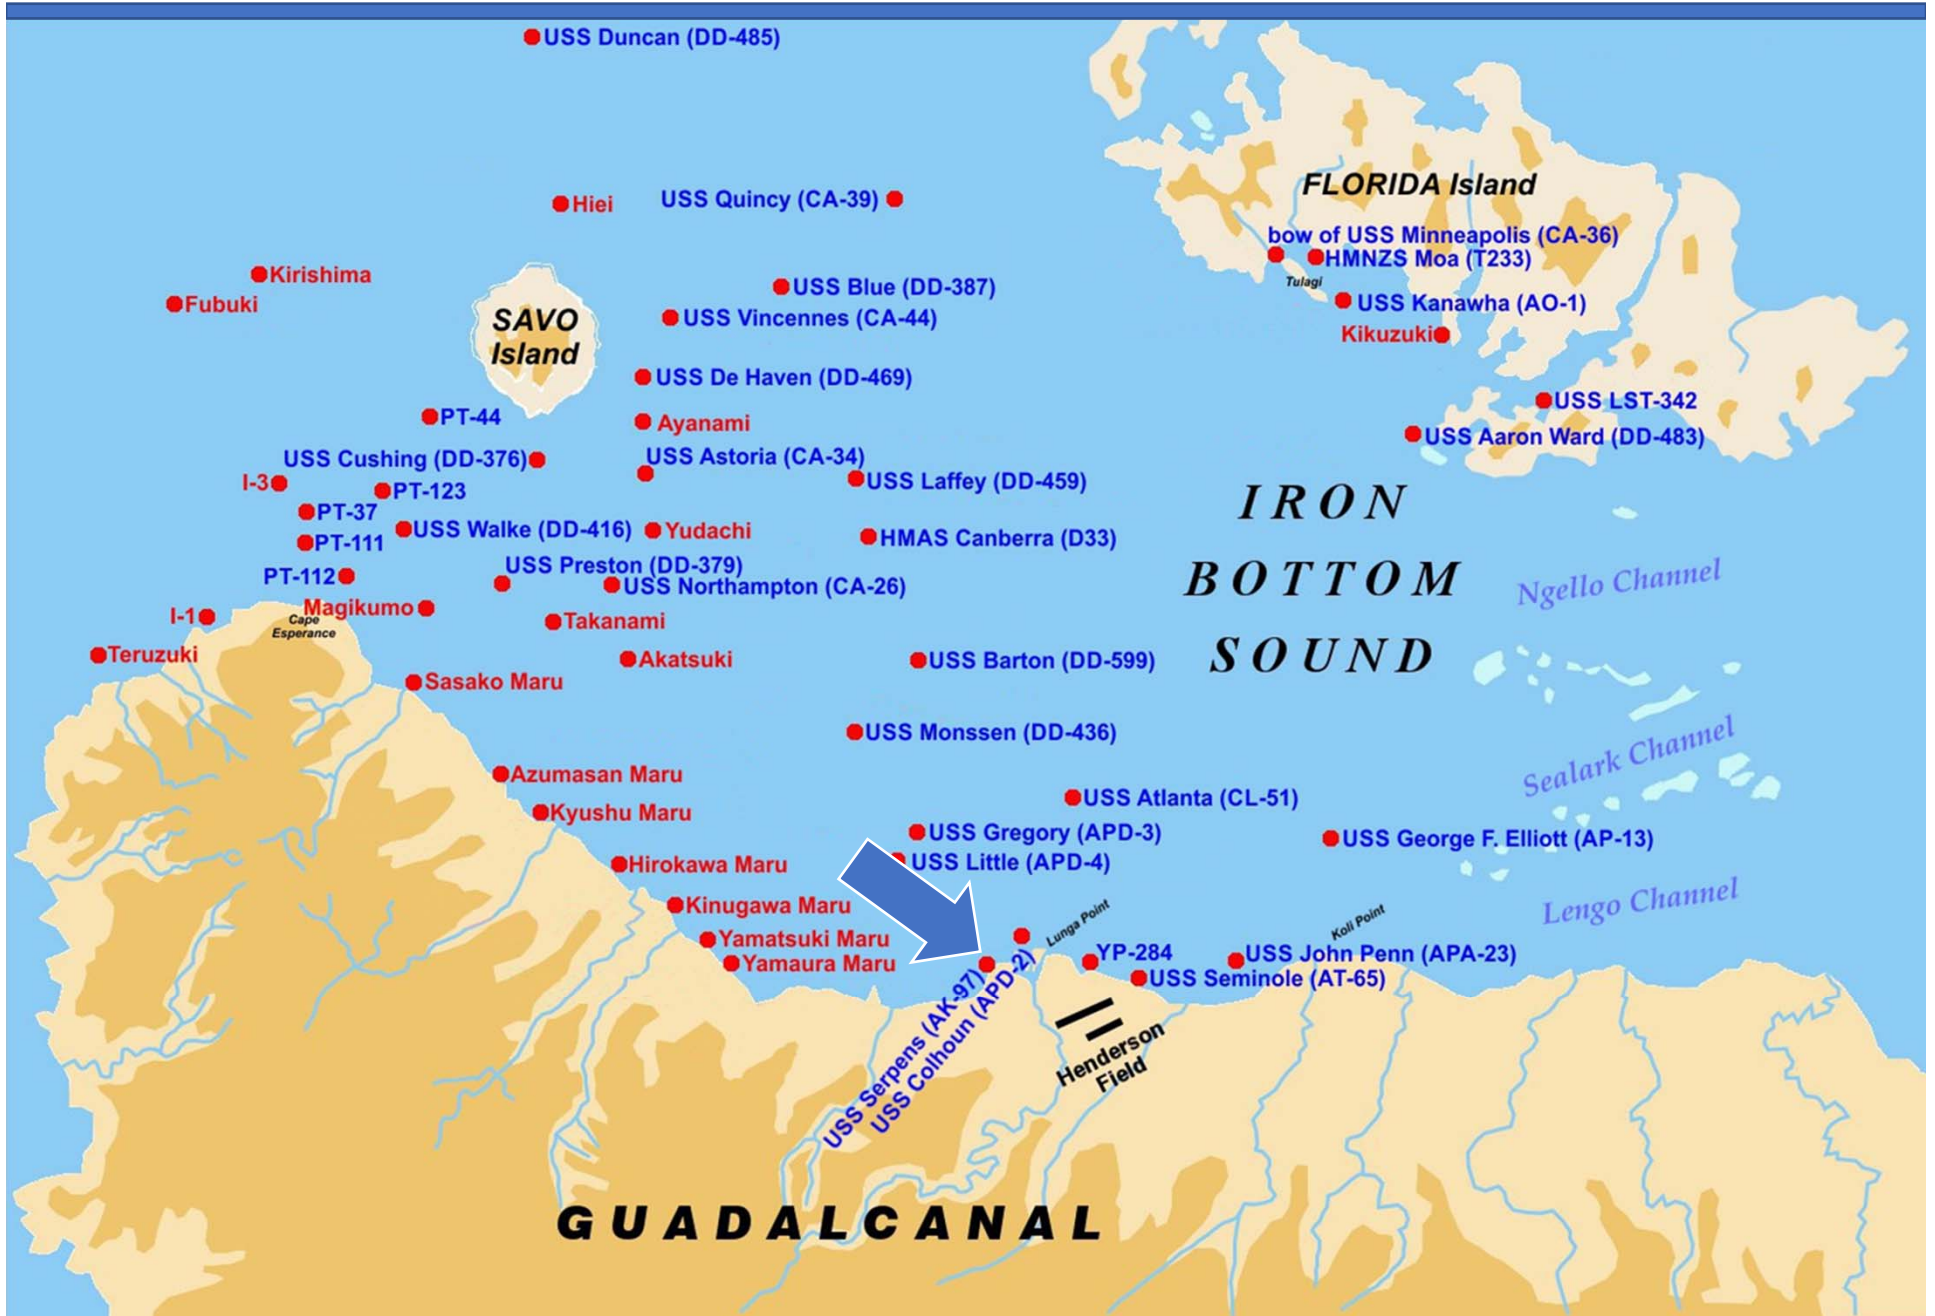 USS Duncan (DD-485)
FLORIDA Island
Hiei
USS Quincy (CA-39)
bow of USS Minneapolis (CA-36)
HMNZS Moa (T233)
Tulagi
Kirishima
Fubuki
USS Blue (DD-387)
USS Kanawha (AO-1)
SAVO
Island
USS Vincennes (CA-44)
Kikuzuki
USS De Haven (DD-469)
USS LST-342
PT-44
Ayanami
USS Aaron Ward (DD-483)
USS Cushing (DD-376)
USS Astoria (CA-34)
I-3
PT-123
USS Laffey (DD-459)
IRON
BOTTOM
SOUND
PT-37
USS Walke (DD-416)
Yudachi
HMAS Canberra (D33)
PT-111
USS Preston (DD-379)
Ngello Channel
PT-112
USS Northampton (CA-26)
Magikumo
I-1
Cape
Esperance
Takanami
Teruzuki
Akatsuki
USS Barton (DD-599)
Sasako Maru
USS Monssen (DD-436)
Sealark Channel
Azumasan Maru
USS Atlanta (CL-51)
Kyushu Maru
USS Gregory (APD-3)
USS George F. Elliott (AP-13)
Hirokawa Maru
USS Little (APD-4)
Kinugawa Maru
Lengo Channel
Lunga Point
Koli Point
Yamatsuki Maru
YP-284
USS John Penn (APA-23)
Yamaura Maru
USS Seminole (AT-65)
USS Serpens (AK-97)
USS Colhoun (APD-2)
Henderson
Field
GUADALCANAL